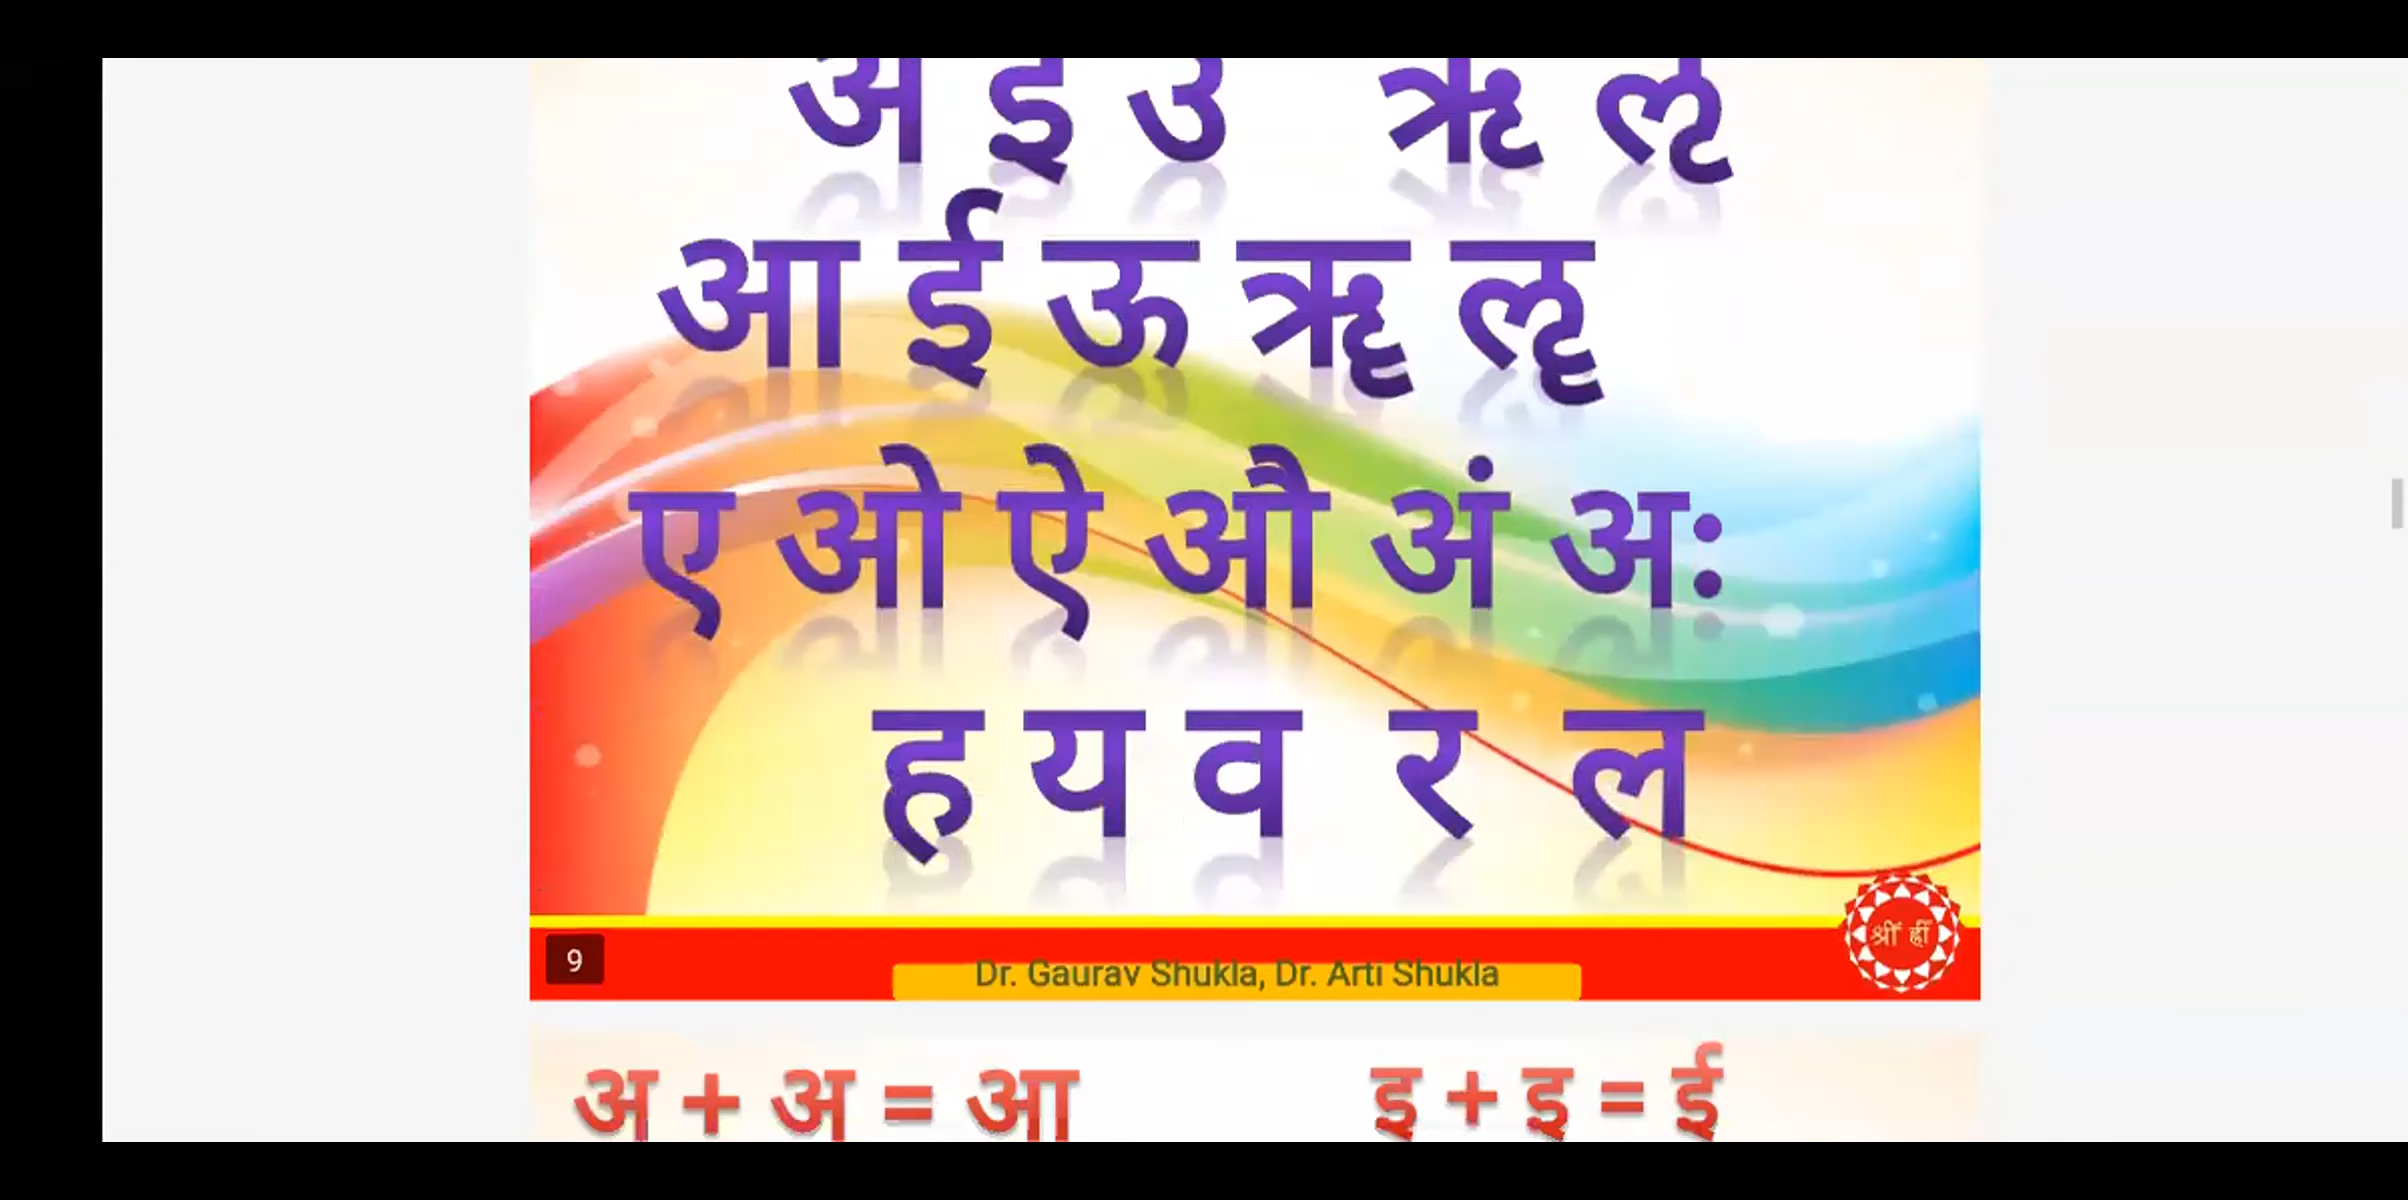 अ इ उ ऋ ऌ
आ ई ऊ ॠ ॡ
ए ओ ऐ औ अं अः
ह य व र ल
श्रीं ह्रीं
9
Dr. Gaurav Shukla, Dr. Arti Shukla
अ + अ = आ इ + इ = ई